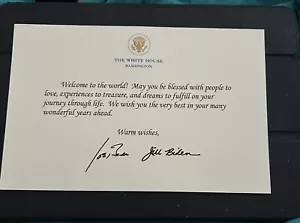 THE WHITE HOUSE
WASHINGTON
Welcome to the world! May you be blessed with people to
love, experiences to treasure, and dreams to fulfill on your
journey through life. We wish you the very best in your many
wonderful years ahead.
Warm wishes,
Joe Biden Jill Biden